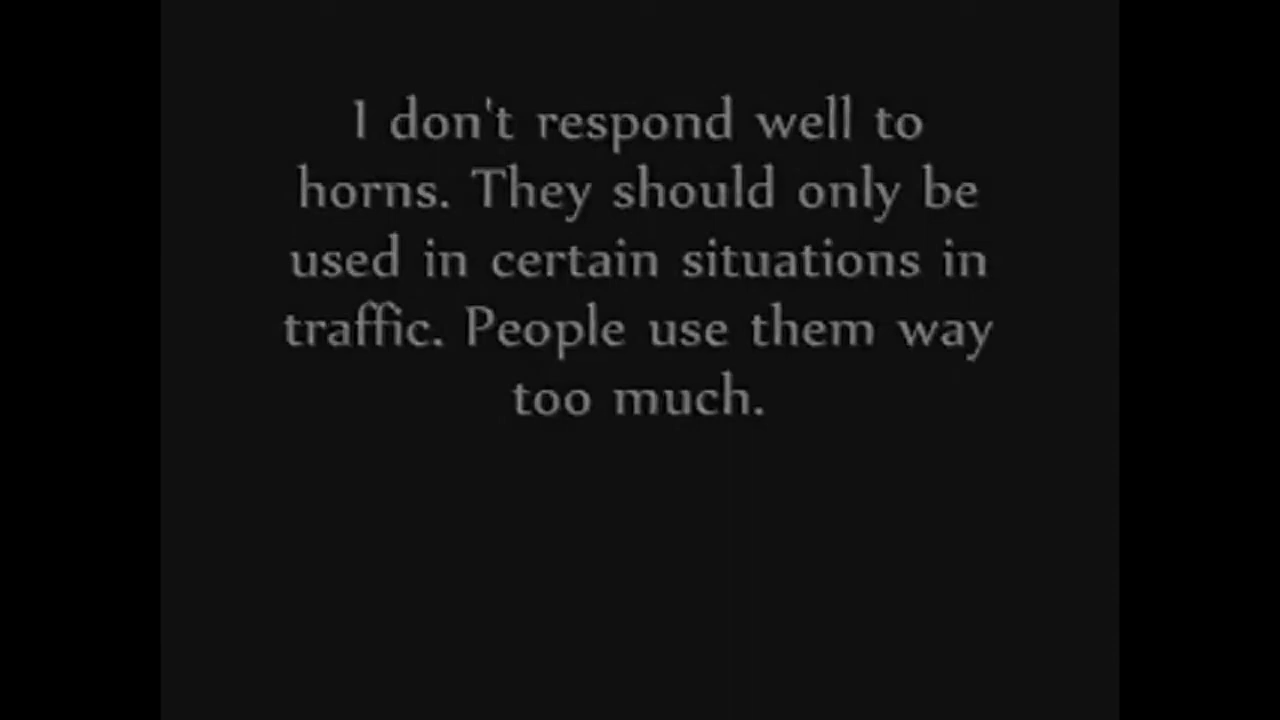 I don't respond well to
horns. They should only be
used in certain situations in
traffic. People use them way
too much.